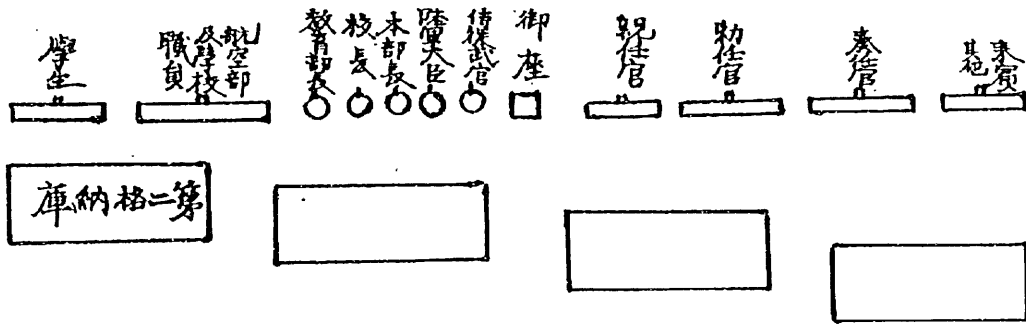 来賓
其他
奏任官
勅任官
親任官
御座
侍従武官
陸軍大臣
本部長
校長
教育部長
航空部
及學校
職員
學生
第二格納庫